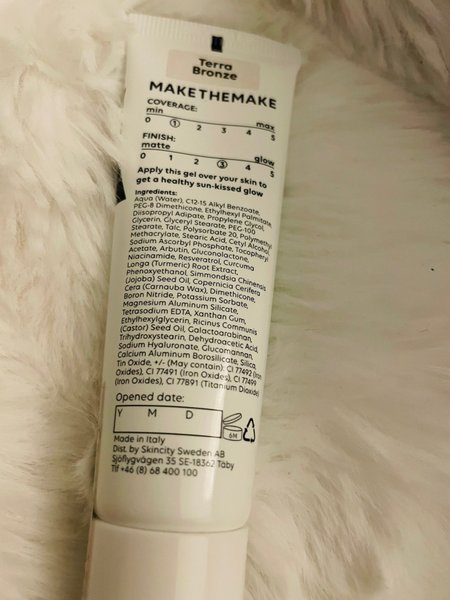 Terra
Bronze
MAKETHEMAKE
COVERAGE:
min max
0 1 2 3 4 5
FINISH:
matte glow
0 1 2 3 4 5
Apply this gel over your skin to
get a healthy sun-kissed glow
Ingredients:
Aqua (Water), C12-15 Alkyl Benzoate,
PEG-8 Dimethicone, Ethylhexyl Palmitate,
Diisopropyl Adipate, Propylene Glycol,
Glycerin, Glyceryl Stearate, PEG-100
Stearate, Talc, Polysorbate 20, Polymethyl
Methacrylate, Stearic Acid, Cetyl Alcohol,
Sodium Ascorbyl Phosphate, Tocopheryl
Acetate, Arbutin, Gluconalactone,
Niacinamide, Resveratrol, Curcuma
Longa (Turmeric) Root Extract,
Phenoxyethanol, Simmondsia Chinensis
(Jojoba) Seed Oil, Copernicia Cerifera
Cera (Carnauba Wax), Dimethicone,
Boron Nitride, Potassium Sorbate,
Magnesium Aluminum Silicate,
Tetrasodium EDTA, Xanthan Gum,
Ethylhexylglycerin, Ricinus Communis
(Castor) Seed Oil, Galactoarabinan,
Trihydroxystearin, Dehydroacetic Acid,
Sodium Hyaluronate, Glucomannan,
Calcium Aluminum Borosilicate, Silica,
Tin Oxide, +/- (May contain): CI 77492 (Iron
Oxides), CI 77491 (Iron Oxides), CI 77499
(Iron Oxides), CI 77891 (Titanium Dioxide)
Opened date:
Y M D
6M
Made in Italy
Dist. by Skincity Sweden AB
Sjöflygvägen 35 SE-18362 Täby
Tlf +46 (8) 68 400 100